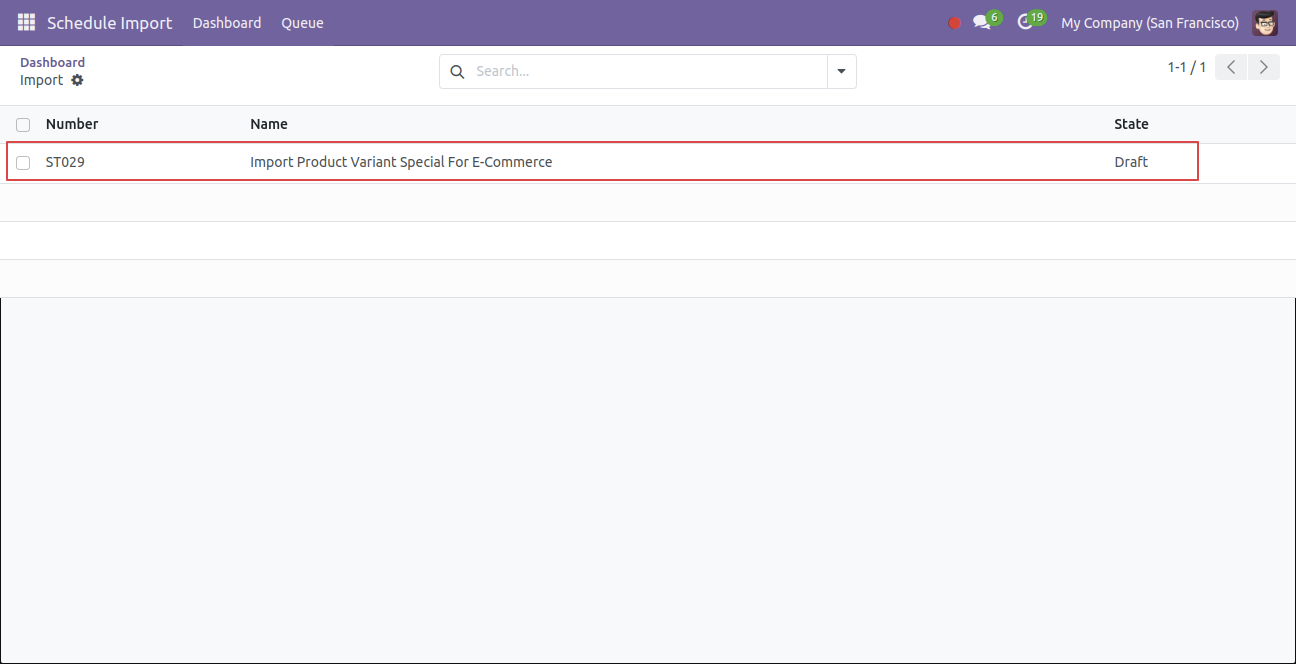 Schedule Import Dashboard Queue 6 19 My Company (San Francisco)
Dashboard
Import
Search...
1-1 / 1
Number Name State
ST029 Import Product Variant Special For E-Commerce Draft